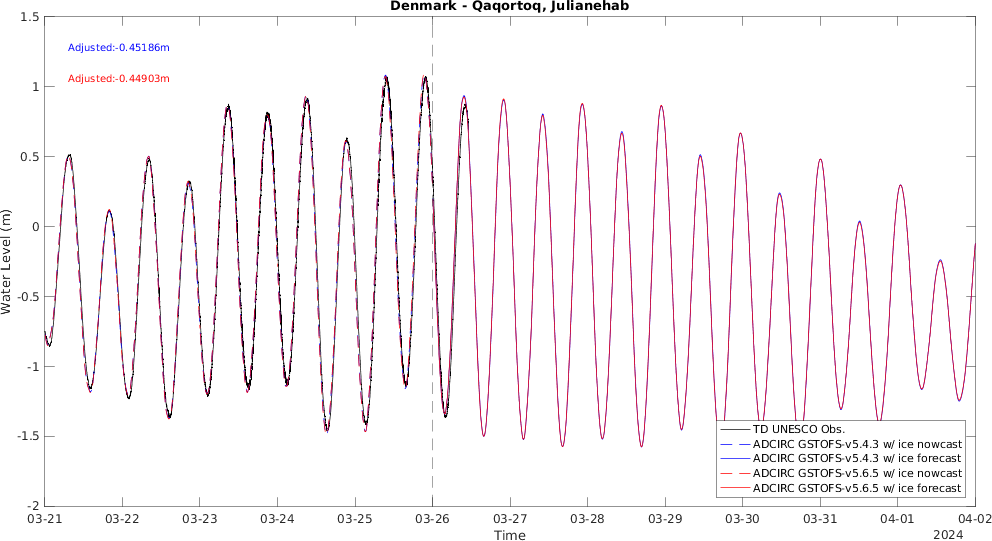 Denmark - Qaqortoq, Julianehab
Adjusted:-0.45186m
Adjusted:-0.44903m
Water Level (m)
1.5
1
0.5
0
-0.5
-1
-1.5
-2
TD UNESCO Obs.
ADCIRC GSTOFS-v5.4.3 w/ ice nowcast
ADCIRC GSTOFS-v5.4.3 w/ ice forecast
ADCIRC GSTOFS-v5.6.5 w/ ice nowcast
ADCIRC GSTOFS-v5.6.5 w/ ice forecast
03-21 03-22 03-23 03-24 03-25 03-26 03-27 03-28 03-29 03-30 03-31 04-01 04-02
Time
2024